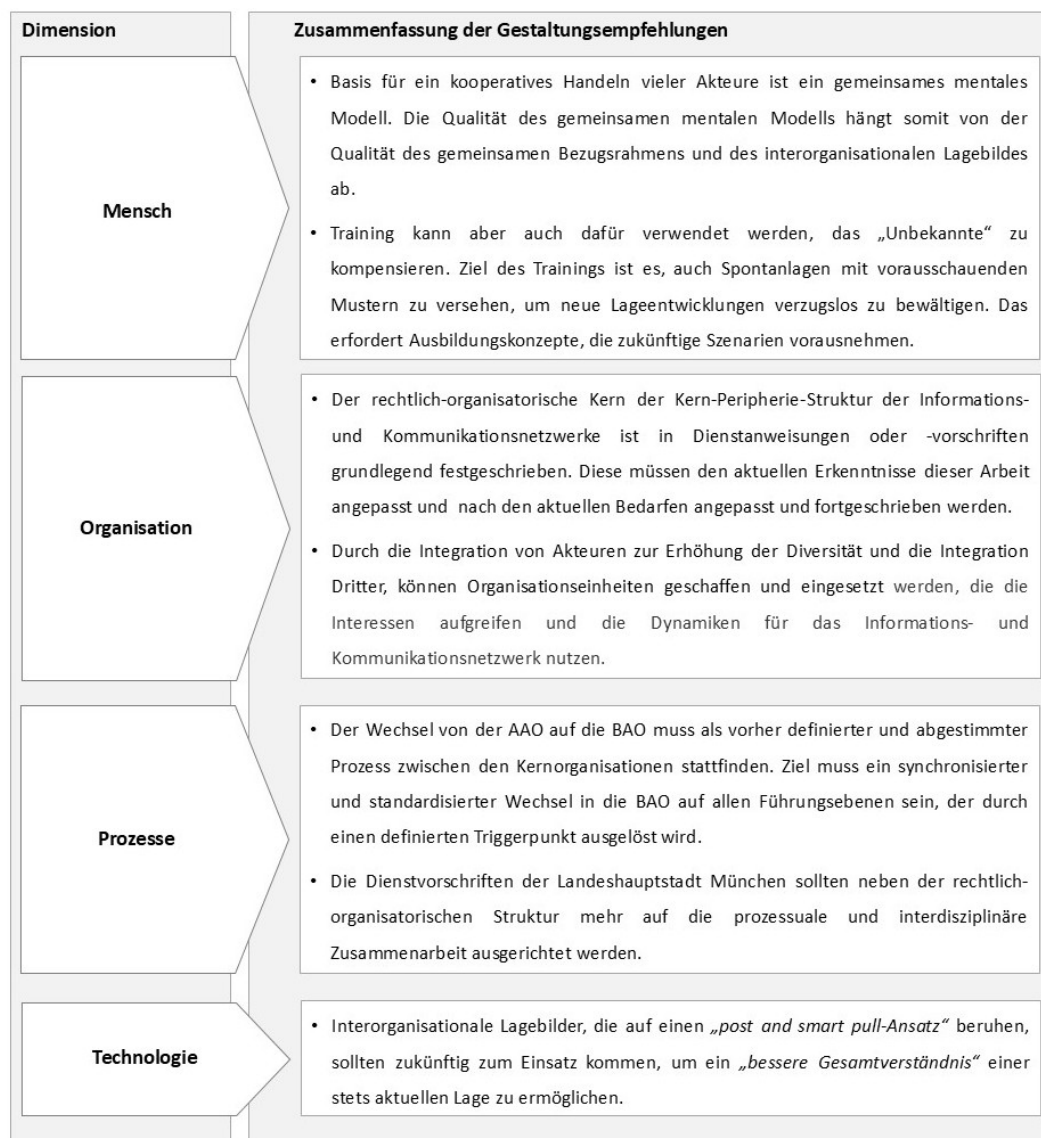 Dimension
Zusammenfassung der Gestaltungsempfehlungen
Mensch
• Basis für ein kooperatives Handeln vieler Akteure ist ein gemeinsames mentales
Modell. Die Qualität des gemeinsamen mentalen Modells hängt somit von der
Qualität des gemeinsamen Bezugsrahmens und des interorganisationalen Lagebildes
ab.
• Training kann aber auch dafür verwendet werden, das „Unbekannte“ zu
kompensieren. Ziel des Trainings ist es, auch Spontanlagen mit vorausschauenden
Mustern zu versehen, um neue Lageentwicklungen verzugslos zu bewältigen. Das
erfordert Ausbildungskonzepte, die zukünftige Szenarien vorausnehmen.
Organisation
• Der rechtlich-organisatorische Kern der Kern-Peripherie-Struktur der Informations-
und Kommunikationsnetzwerke ist in Dienstanweisungen oder -vorschriften
grundlegend festgeschrieben. Diese müssen den aktuellen Erkenntnisse dieser Arbeit
angepasst und nach den aktuellen Bedarfen angepasst und fortgeschrieben werden.
• Durch die Integration von Akteuren zur Erhöhung der Diversität und die Integration
Dritter, können Organisationseinheiten geschaffen und eingesetzt werden, die die
Interessen aufgreifen und die Dynamiken für das Informations- und
Kommunikationsnetzwerk nutzen.
Prozesse
• Der Wechsel von der AAO auf die BAO muss als vorher definierter und abgestimmter
Prozess zwischen den Kernorganisationen stattfinden. Ziel muss ein synchronisierter
und standardisierter Wechsel in die BAO auf allen Führungsebenen sein, der durch
einen definierten Triggerpunkt ausgelöst wird.
• Die Dienstvorschriften der Landeshauptstadt München sollten neben der rechtlich-
organisatorischen Struktur mehr auf die prozessuale und interdisziplinäre
Zusammenarbeit ausgerichtet werden.
Technologie
• Interorganisationale Lagebilder, die auf einen „post and smart pull-Ansatz“ beruhen,
sollten zukünftig zum Einsatz kommen, um ein „bessere Gesamtverständnis“ einer
stets aktuellen Lage zu ermöglichen.